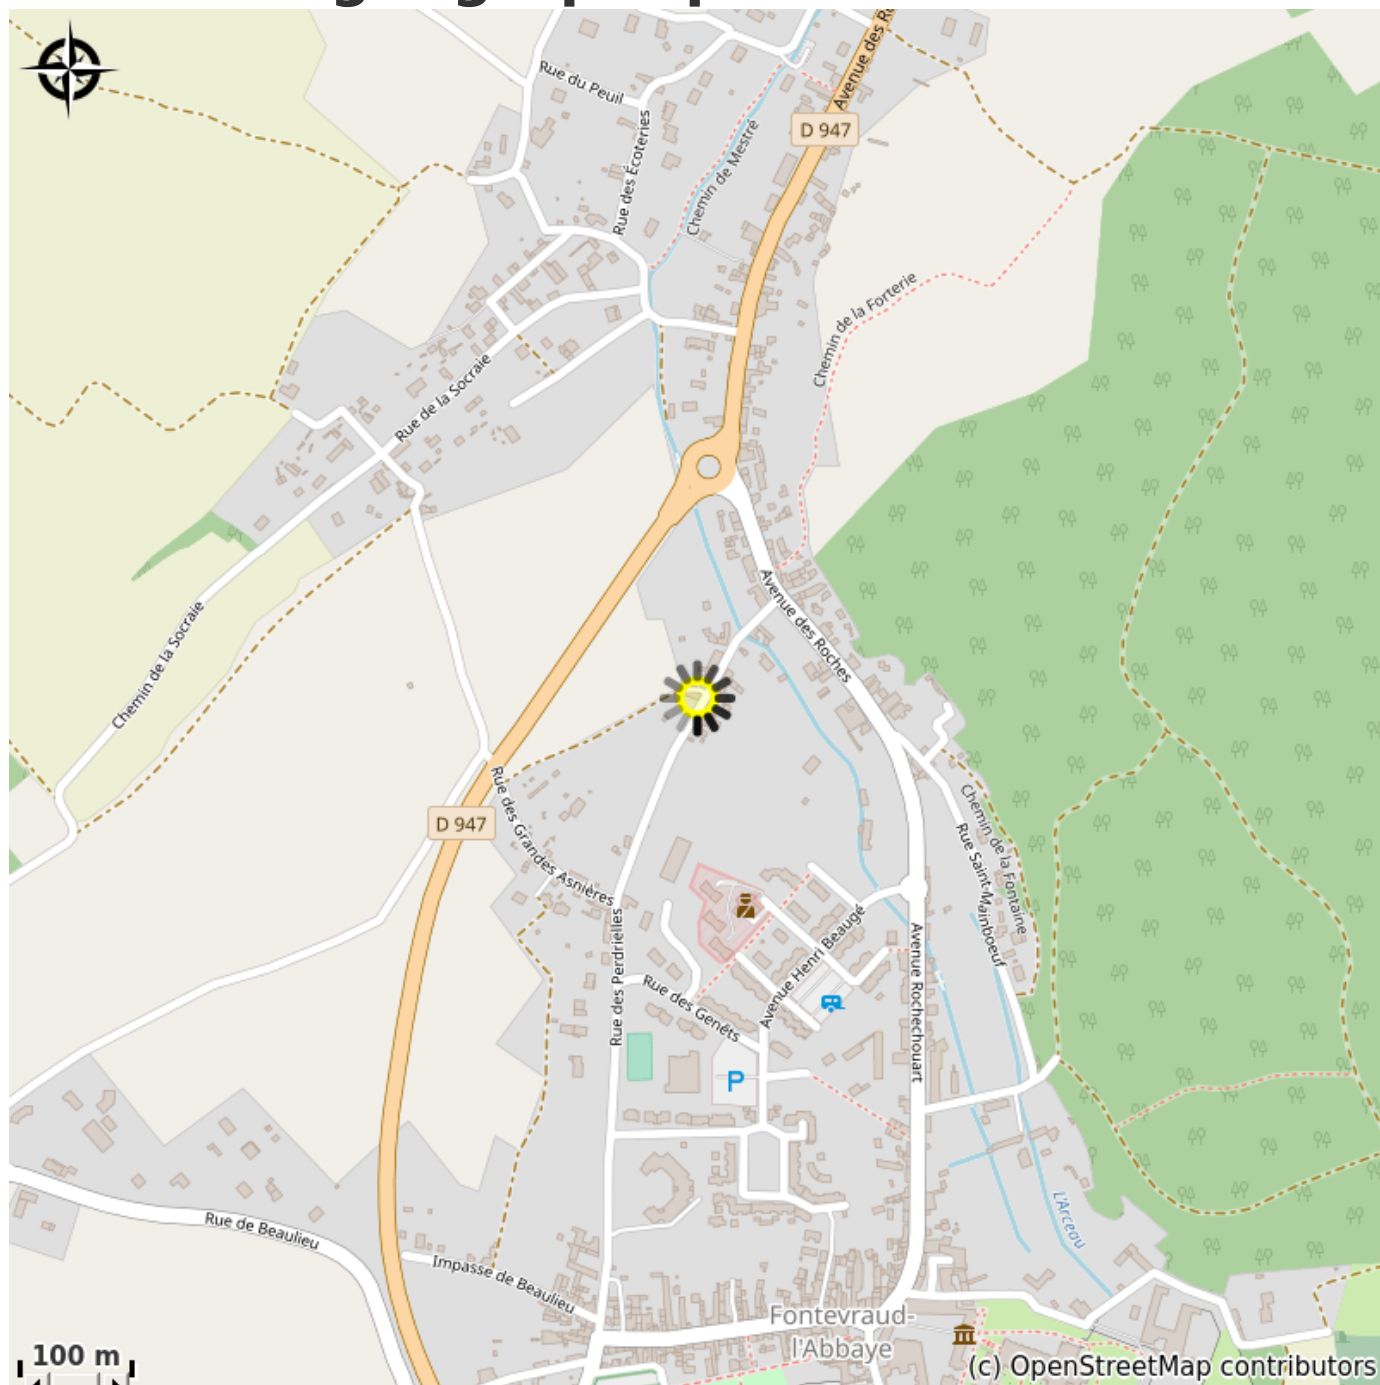 Avenue des R
Rue du Peuil
D 947
Rue des Écoteries
Chemin de Mestré
Chemin de la Forterie
Rue de la Socraie
Avenue des Roches
Chemin de la Socraie
Rue des Grandes Asnières
D 947
Chemin de la Fontaine
Rue Saint-Mainboeuf
Rue des Perdrielles
Avenue Henri Beaugé
Avenue Rochechouart
Rue des Genêts
P
L'Arceau
Rue de Beaulieu
Impasse de Beaulieu
Fontevraud-
l'Abbaye
100 m
(c) OpenStreetMap contributors